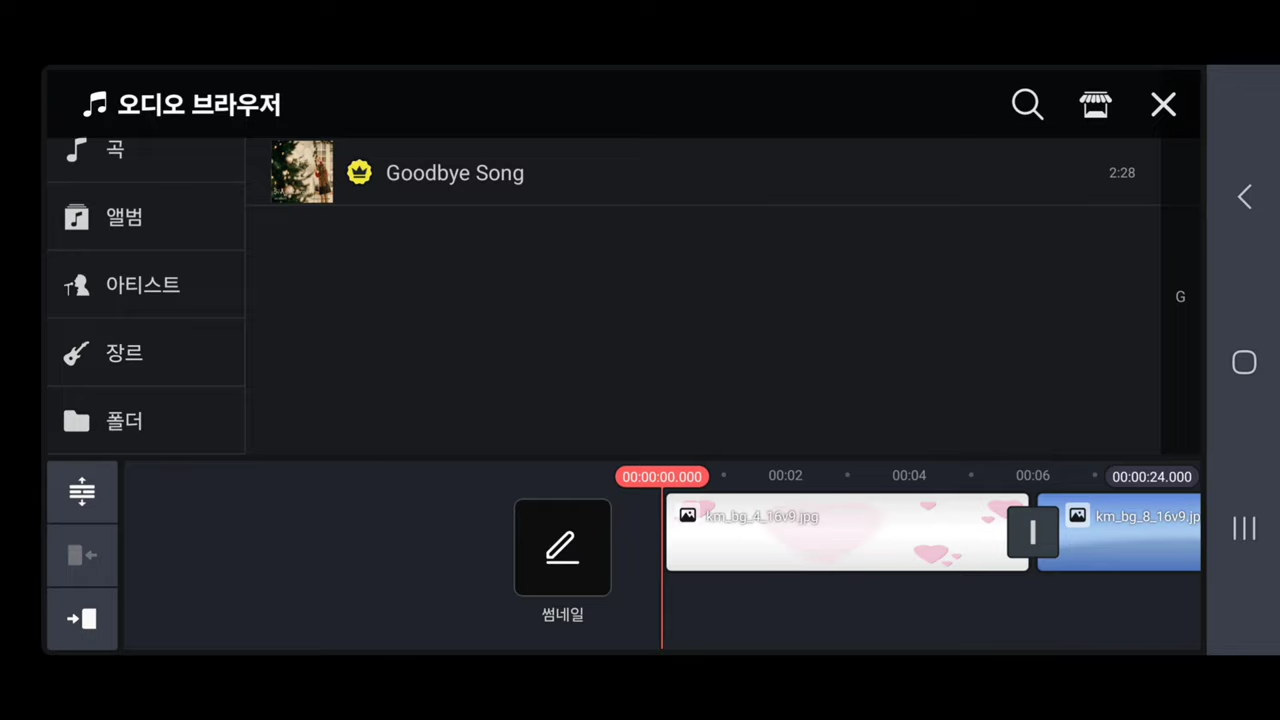 오디오 브라우저
곡
Goodbye Song
2:28
앨범
아티스트
G
장르
폴더
00:00:00.000
00:02
00:04
00:06
00:00:24.000
km_bg_4_16v9.jpg
km_bg_8_16v9.jp
썸네일